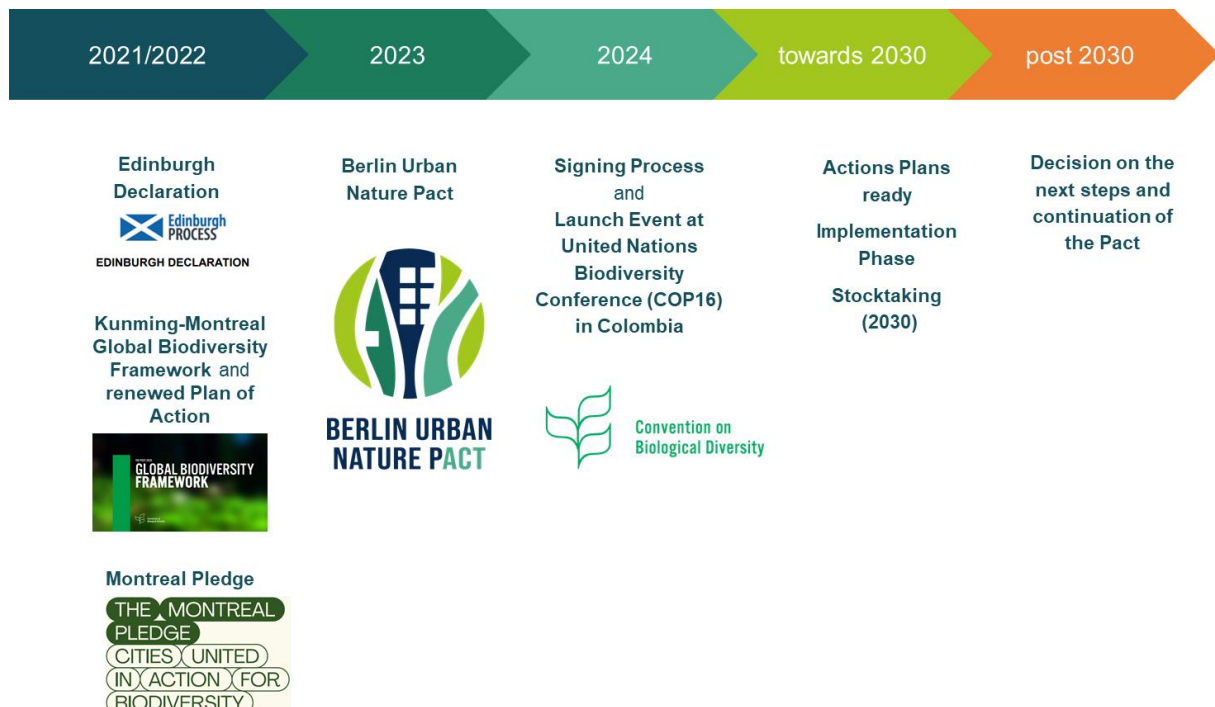 2021/2022
2023
2024
towards 2030
post 2030
Edinburgh
Declaration
Edinburgh
PROCESS
EDINBURGH DECLARATION
Kunming-Montreal
Global Biodiversity
Framework and
renewed Plan of
Action
GLOBAL BIODIVERSITY
FRAMEWORK
Montreal Pledge
THE MONTREAL
PLEDGE
CITIES UNITED
IN ACTION FOR
BIODIVERSITY
Berlin Urban
Nature Pact
BERLIN URBAN
NATURE PACT
Signing Process
and
Launch Event at
United Nations
Biodiversity
Conference (COP16)
in Colombia
Convention on
Biological Diversity
Actions Plans
ready
Implementation
Phase
Stocktaking
(2030)
Decision on the
next steps and
continuation of
the Pact